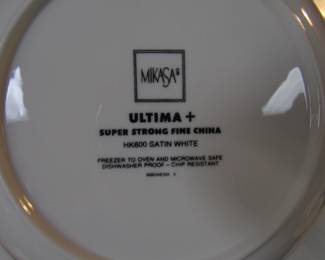 MIKASA®
ULTIMA +
SUPER STRONG FINE CHINA
HK600 SATIN WHITE
FREEZER TO OVEN AND MICROWAVE SAFE
DISHWASHER PROOF - CHIP RESISTANT
INDONESIA